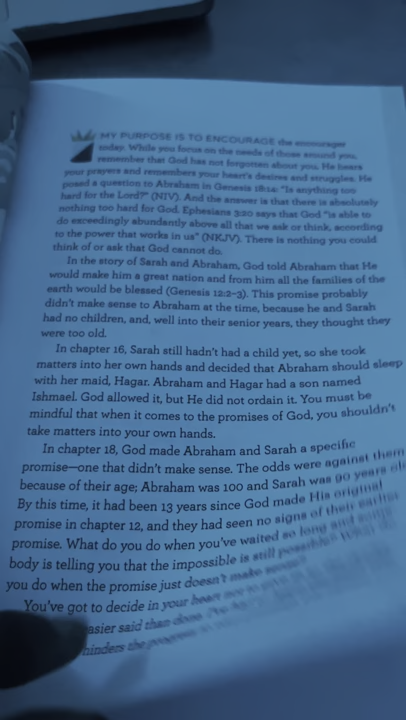 MY PURPOSE IS TO ENCOURAGE the encourager
today. While you focus on the needs of those around you,
remember that God has not forgotten about you. He hears
your prayers and remembers your heart's desires and struggles. He
posed a question to Abraham in Genesis 18:14: "Is anything too
hard for the Lord?" (NIV). And the answer is that there is absolutely
nothing too hard for God. Ephesians 3:20 says that God "is able to
do exceedingly abundantly above all that we ask or think, according
to the power that works in us" (NKJV). There is nothing you could
think of or ask that God cannot do.
In the story of Sarah and Abraham, God told Abraham that He
would make him a great nation and from him all the families of the
earth would be blessed (Genesis 12:2–3). This promise probably
didn't make sense to Abraham at the time, because he and Sarah
had no children, and, well into their senior years, they thought they
were too old.
In chapter 16, Sarah still hadn't had a child yet, so she took
matters into her own hands and decided that Abraham should sleep
with her maid, Hagar. Abraham and Hagar had a son named
Ishmael. God allowed it, but He did not ordain it. You must be
mindful that when it comes to the promises of God, you shouldn't
take matters into your own hands.
In chapter 18, God made Abraham and Sarah a specific
promise—one that didn't make sense. The odds were against them
because of their age; Abraham was 100 and Sarah was 90 years old.
By this time, it had been 13 years since God made His original
promise in chapter 12, and they had seen no signs of their earlier
promise. What do you do when you've waited so long and
body is telling you that the impossible is still possible? What do
you do when the promise just doesn't make sense?
You've got to decide in your heart
easier said than done.
hinders the